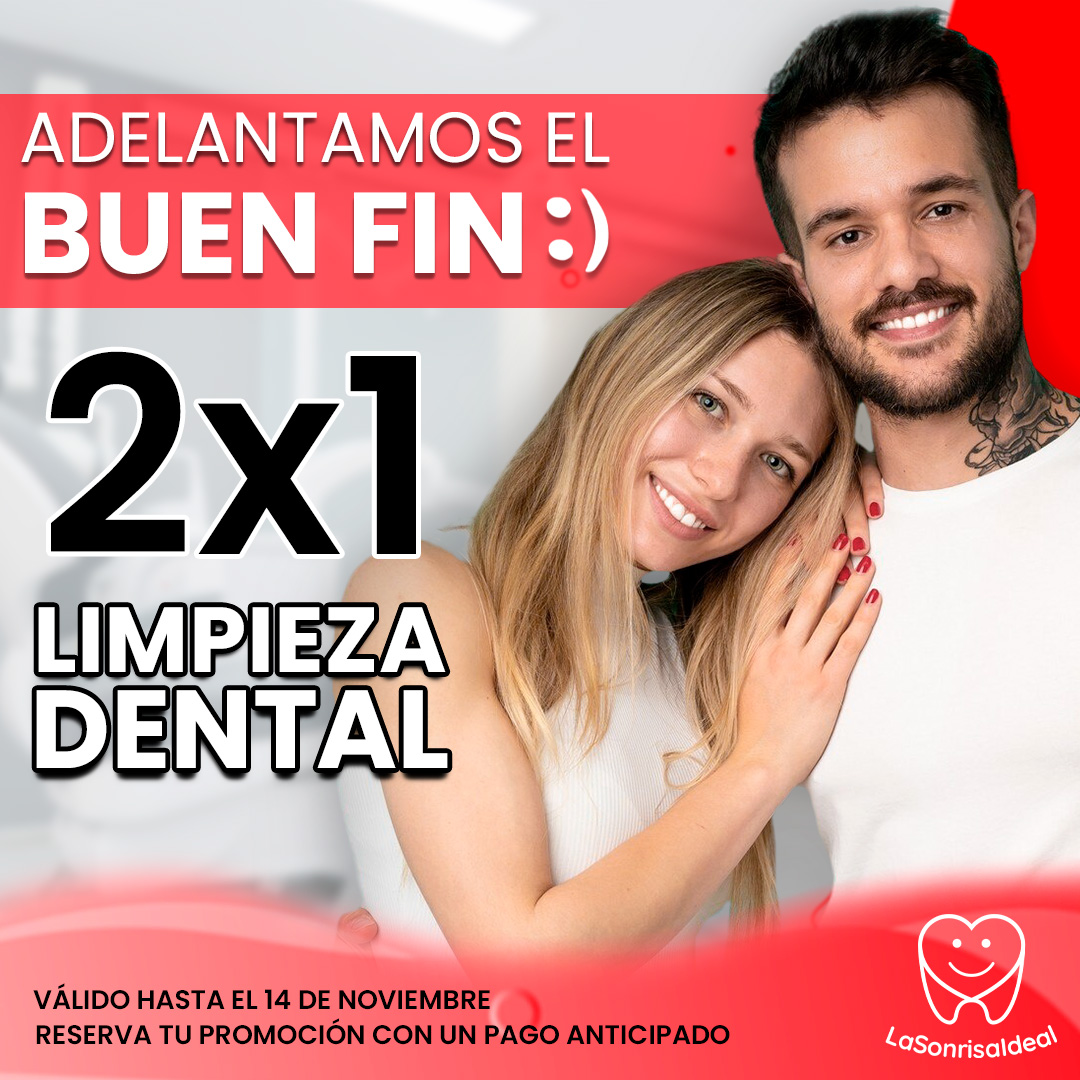 ADELANTAMOS EL
BUEN FIN :)
2x1
LIMPIEZA
DENTAL
VÁLIDO HASTA EL 14 DE NOVIEMBRE
RESERVA TU PROMOCIÓN CON UN PAGO ANTICIPADO
LaSonrisaIdeal